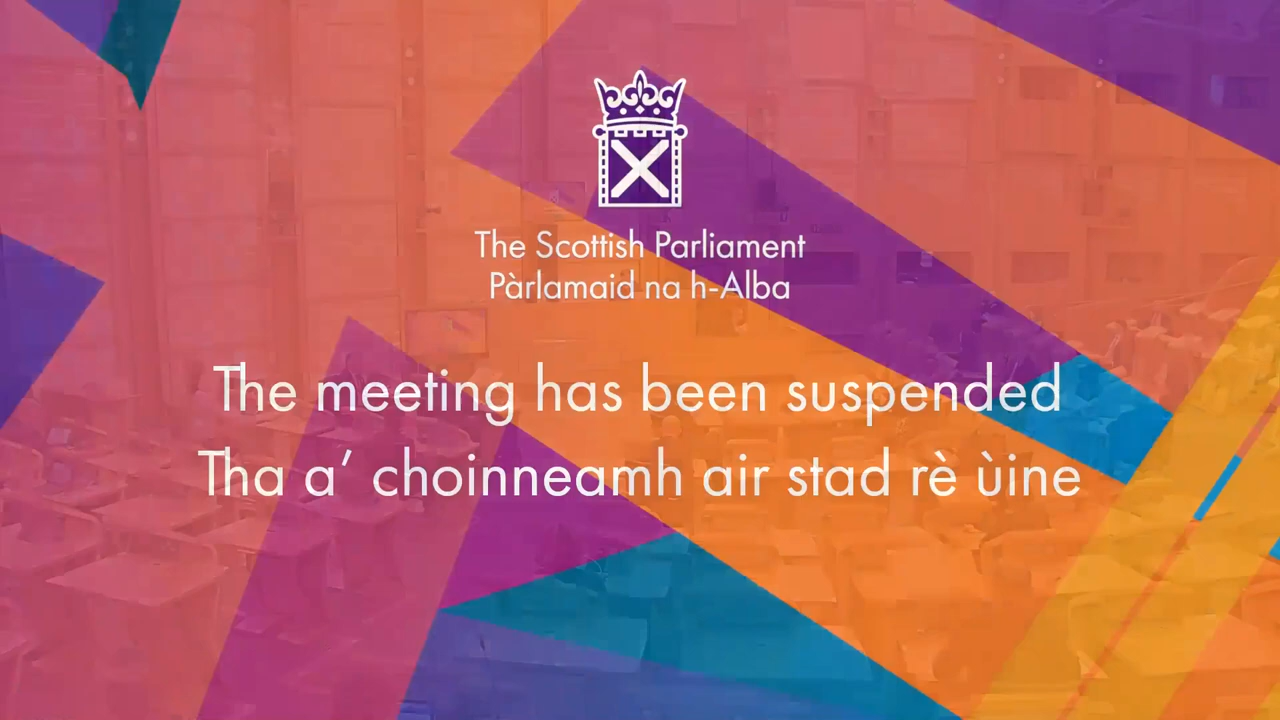 The Scottish Parliament
Pàrlamaid na h-Alba
The meeting has been suspended
Tha a’ choinneamh air stad rè ùine